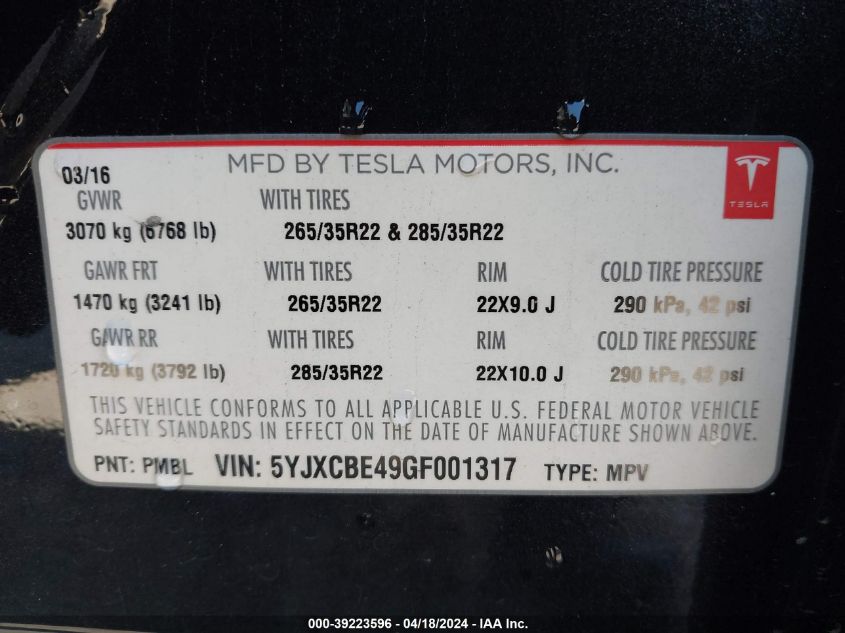 MFD BY TESLA MOTORS, INC.
03/16
TESLA
GVWR WITH TIRES
3070 kg (6768 lb) 265/35R22 & 285/35R22
GAWR FRT WITH TIRES RIM COLD TIRE PRESSURE
1470 kg (3241 lb) 265/35R22 22X9.0 J 290 kPa, 42 psi
GAWR RR WITH TIRES RIM COLD TIRE PRESSURE
1720 kg (3792 lb) 285/35R22 22X10.0 J 290 kPa, 42 psi
THIS VEHICLE CONFORMS TO ALL APPLICABLE U.S. FEDERAL MOTOR VEHICLE
SAFETY STANDARDS IN EFFECT ON THE DATE OF MANUFACTURE SHOWN ABOVE.
PNT: PMBL VIN: 5YJXCBE49GF001317 TYPE: MPV
000-39223596 - 04/18/2024 - IAA Inc.